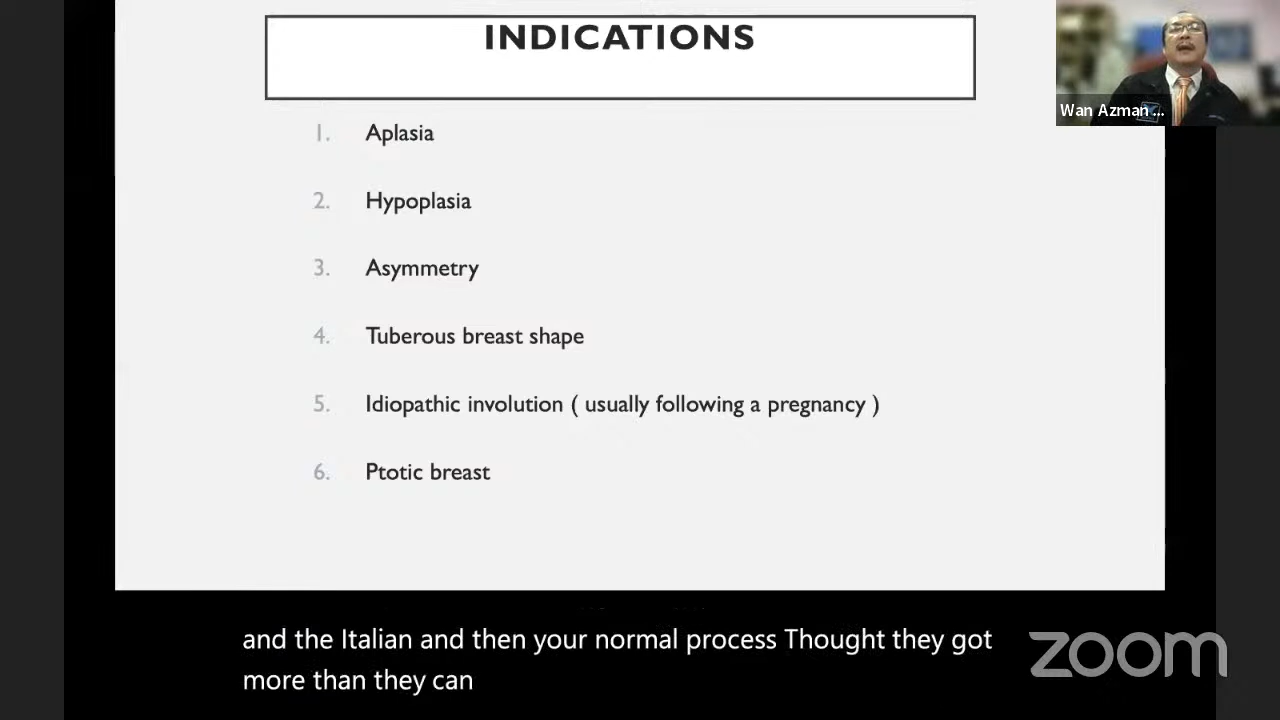 INDICATIONS
Wan Azman ...
1. Aplasia
2. Hypoplasia
3. Asymmetry
4. Tuberous breast shape
5. Idiopathic involution ( usually following a pregnancy )
6. Ptotic breast
and the Italian and then your normal process Thought they got
more than they can
zoom